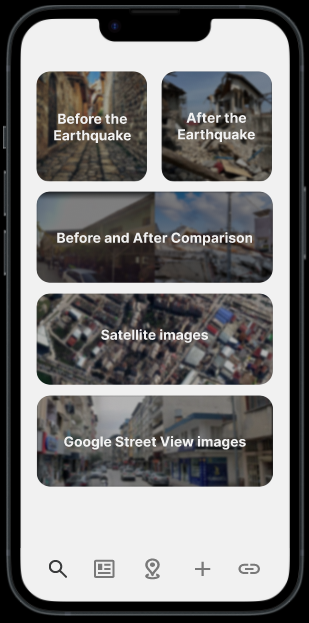 Before the
Earthquake
After the
Earthquake
Before and After Comparison
Satellite images
Google Street View images